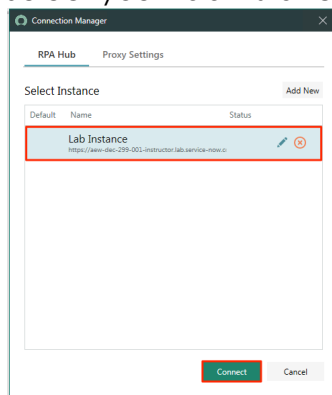 Connection Manager
RPA Hub Proxy Settings
Select Instance Add New
Default Name Status
Lab Instance
https://aew-dec-299-001-instructor.lab.service-now.c
Connect Cancel